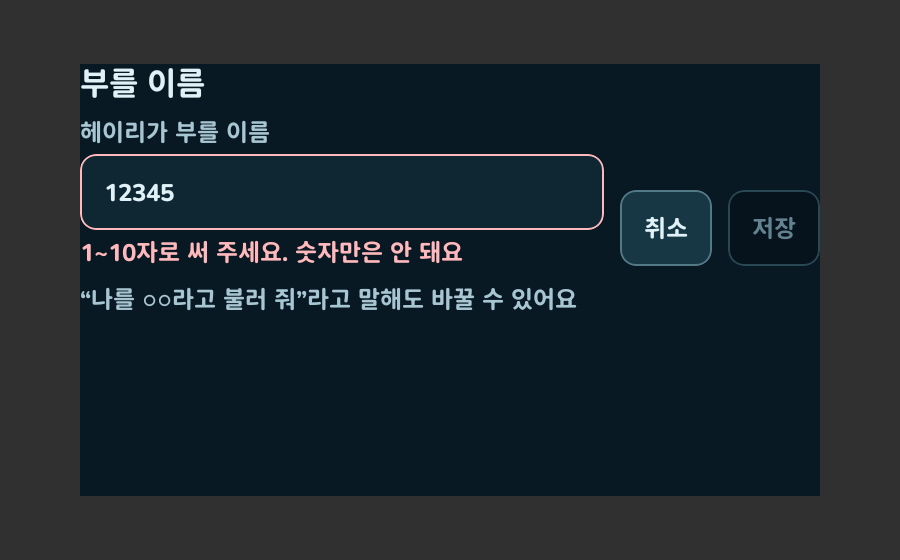 부를 이름
헤이리가 부를 이름
12345
취소
저장
1~10자로 써 주세요. 숫자만은 안 돼요
“나를 ○○라고 불러 줘”라고 말해도 바꿀 수 있어요